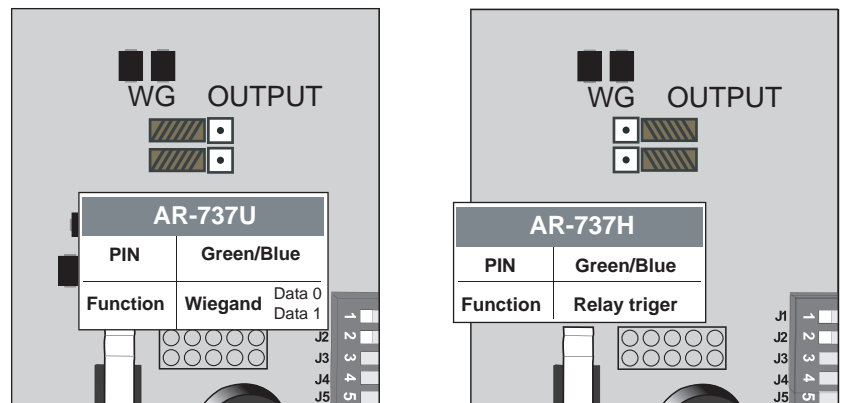 WG OUTPUT
AR-737U
PIN Green/Blue
Function Wiegand Data 0
Data 1
1
J2 2
J3 3
J4 4
J5 5
WG OUTPUT
AR-737H
PIN Green/Blue
Function Relay triger
J1 1
J2 2
J3 3
J4 4
J5 5